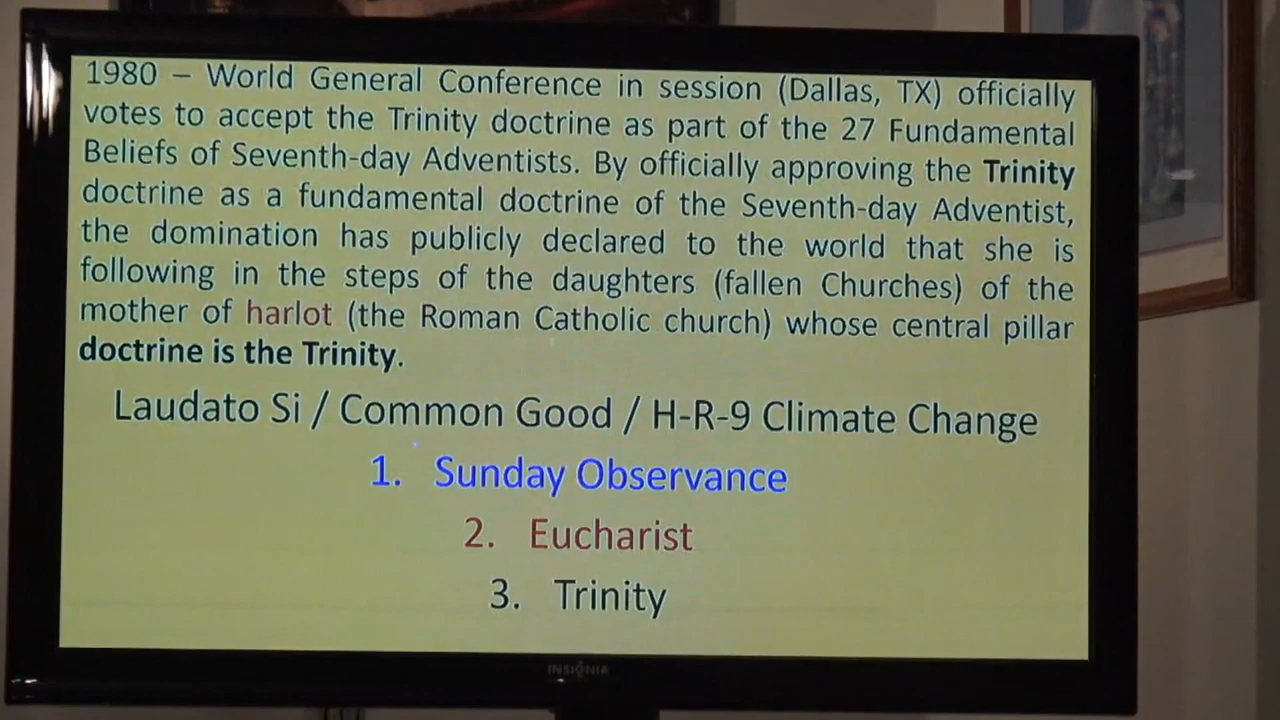 1980 – World General Conference in session (Dallas, TX) officially
votes to accept the Trinity doctrine as part of the 27 Fundamental
Beliefs of Seventh-day Adventists. By officially approving the Trinity
doctrine as a fundamental doctrine of the Seventh-day Adventist,
the domination has publicly declared to the world that she is
following in the steps of the daughters (fallen Churches) of the
mother of harlot (the Roman Catholic church) whose central pillar
doctrine is the Trinity.
Laudato Si / Common Good / H-R-9 Climate Change
1. Sunday Observance
2. Eucharist
3. Trinity
INSIGNIA